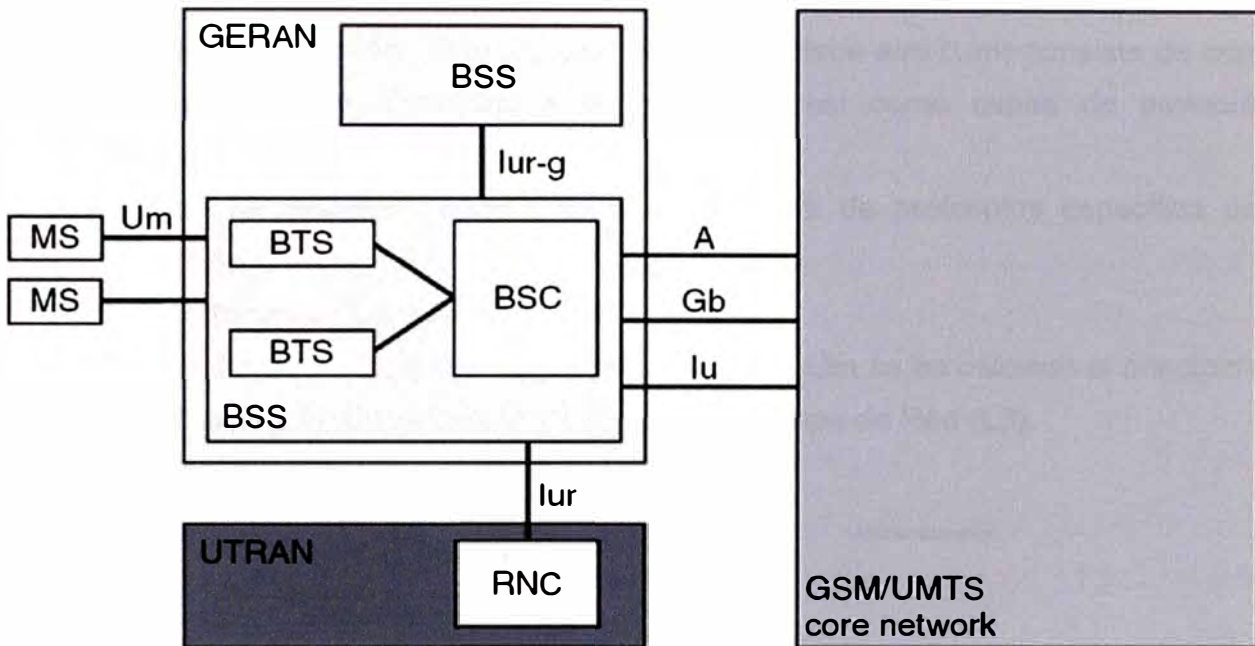 GERAN
BSS
Iur-g
MS
Um
BTS
BSC
A
MS
Gb
BTS
Iu
BSS
Iur
UTRAN
RNC
GSM/UMTS
core network